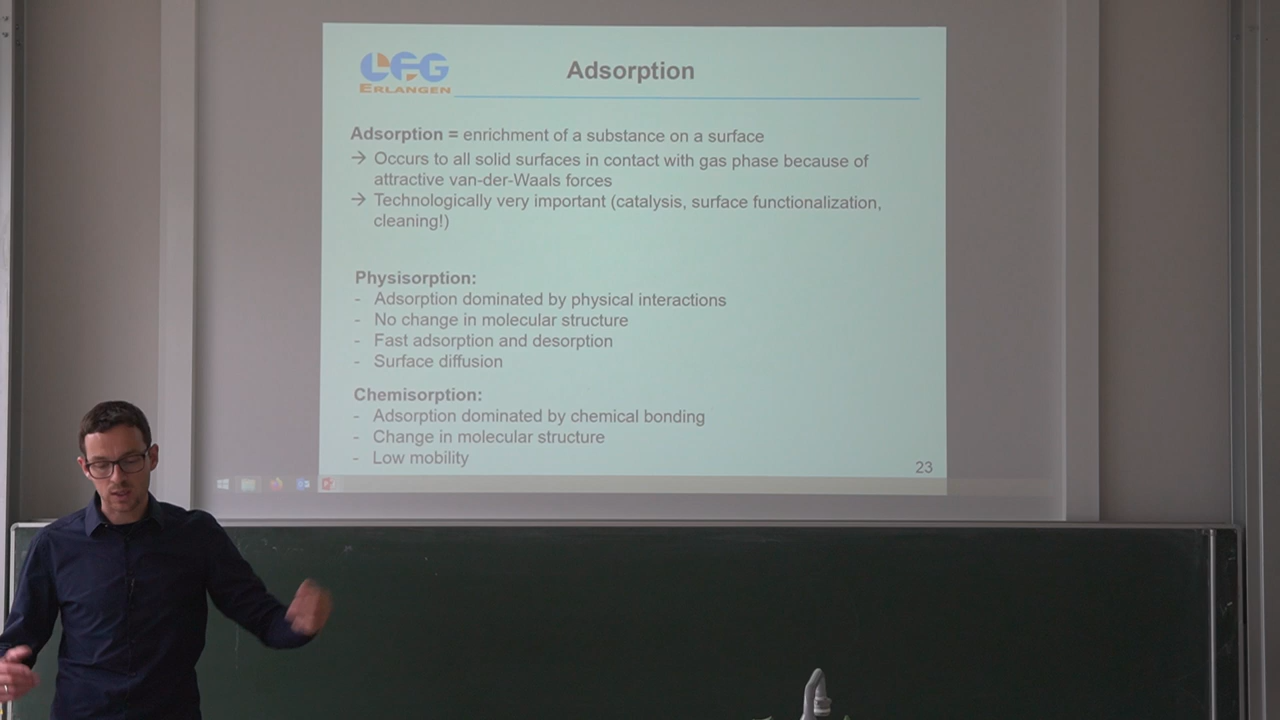 LFG
ERLANGEN
Adsorption
Adsorption = enrichment of a substance on a surface
→ Occurs to all solid surfaces in contact with gas phase because of
attractive van-der-Waals forces
→ Technologically very important (catalysis, surface functionalization,
cleaning!)
Physisorption:
- Adsorption dominated by physical interactions
- No change in molecular structure
- Fast adsorption and desorption
- Surface diffusion
Chemisorption:
- Adsorption dominated by chemical bonding
- Change in molecular structure
- Low mobility
23